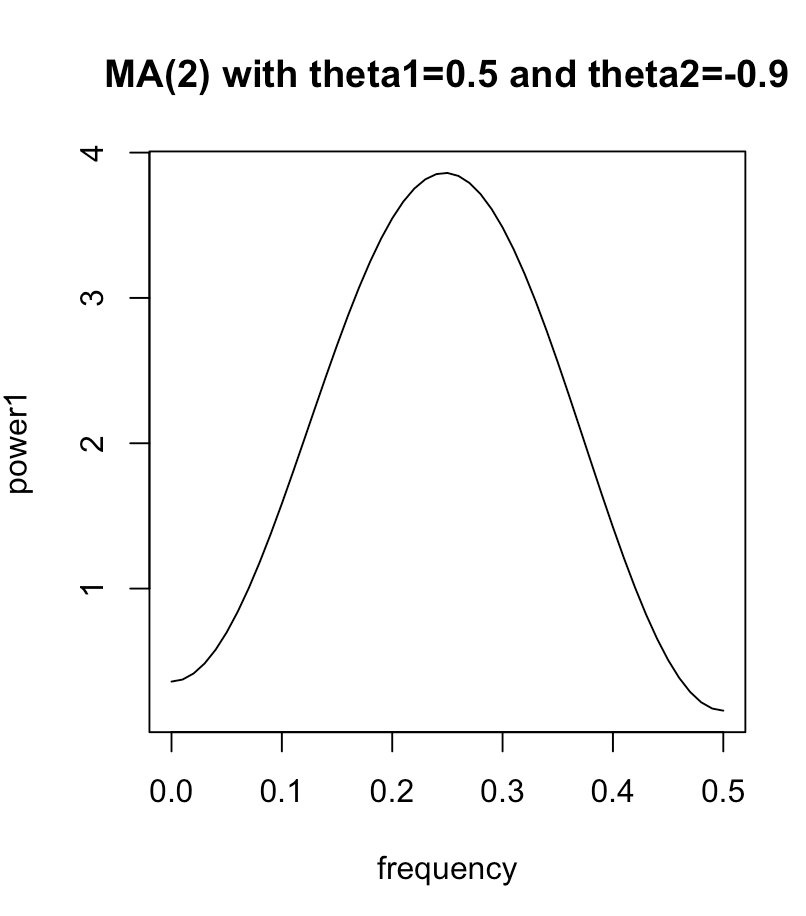 MA(2) with theta1=0.5 and theta2=-0.9
4
3
2
1
power1
0.0 0.1 0.2 0.3 0.4 0.5
frequency